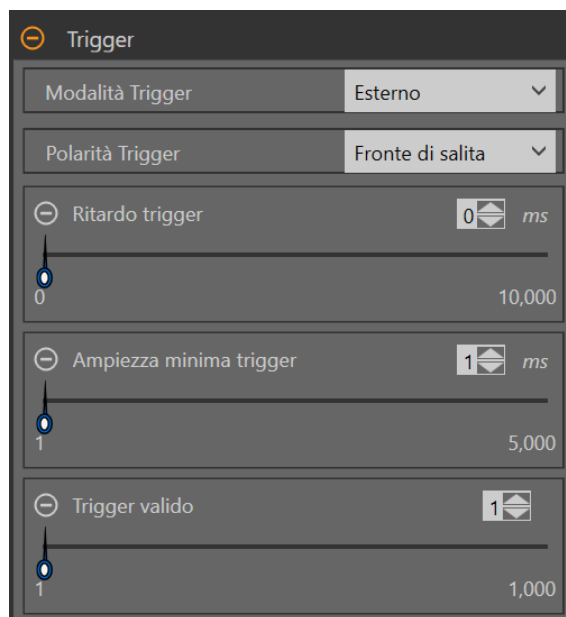 Trigger
Modalità Trigger Esterno
Polarità Trigger Fronte di salita
Ritardo trigger 0 ms
0 10,000
Ampiezza minima trigger 1 ms
1 5,000
Trigger valido 1
1 1,000